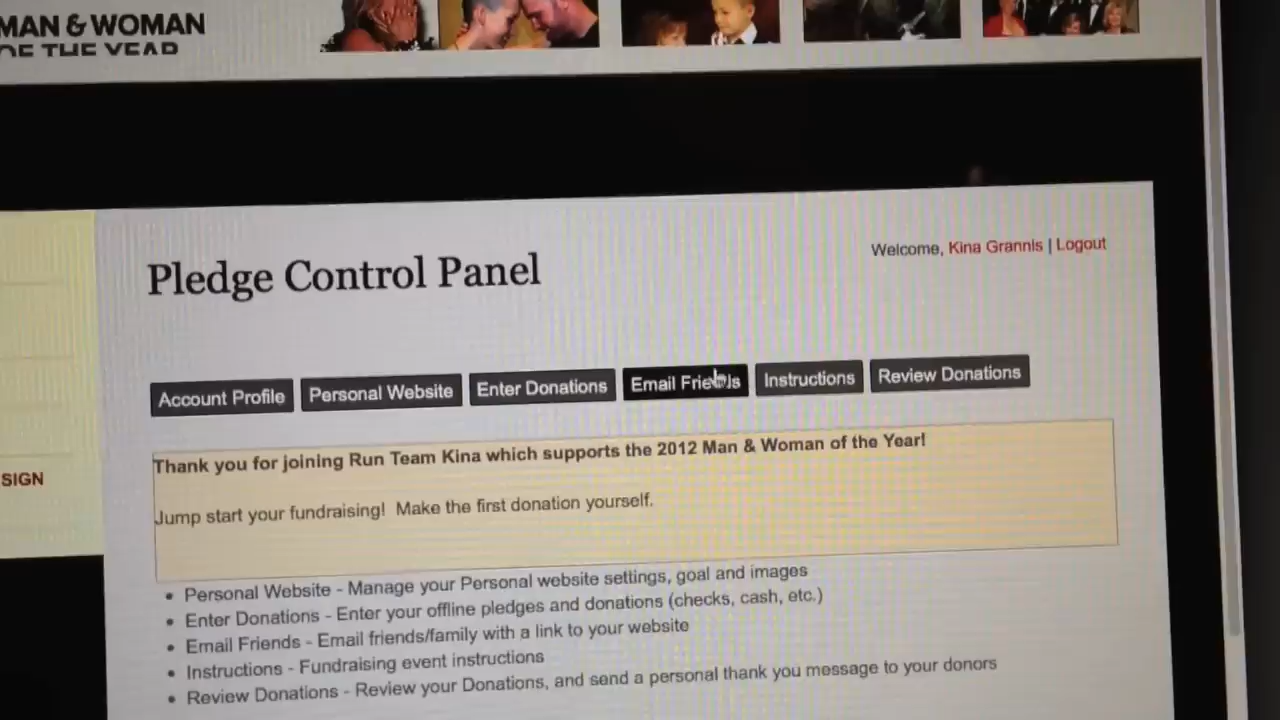 MAN & WOMAN
OF THE YEAR
Welcome, Kina Grannis | Logout
Pledge Control Panel
Account Profile
Personal Website
Enter Donations
Email Friends
Instructions
Review Donations
SIGN
Thank you for joining Run Team Kina which supports the 2012 Man & Woman of the Year!
Jump start your fundraising! Make the first donation yourself.
• Personal Website - Manage your Personal website settings, goal and images
• Enter Donations - Enter your offline pledges and donations (checks, cash, etc.)
• Email Friends - Email friends/family with a link to your website
• Instructions - Fundraising event instructions
• Review Donations - Review your Donations, and send a personal thank you message to your donors